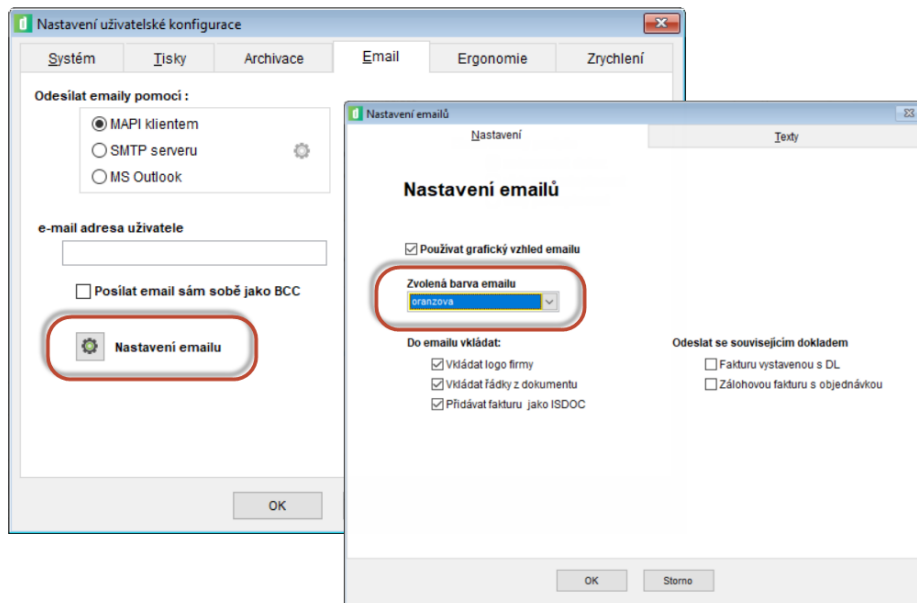 Nastavení uživatelské konfigurace
Systém
Tisky
Archivace
Email
Ergonomie
Zrychlení
Odesílat emaily pomocí :
MAPI klientem
SMTP serveru
MS Outlook
e-mail adresa uživatele
Posílat email sám sobě jako BCC
Nastavení emailu
OK
Nastavení emailů
Nastavení
Texty
Nastavení emailů
Používat grafický vzhled emailu
Zvolená barva emailu
oranzova
Do emailu vkládat:
Vkládat logo firmy
Vkládat řádky z dokumentu
Přidávat fakturu jako ISDOC
Odeslat se souvisejícím dokladem
Fakturu vystavenou s DL
Zálohovou fakturu s objednávkou
OK
Storno